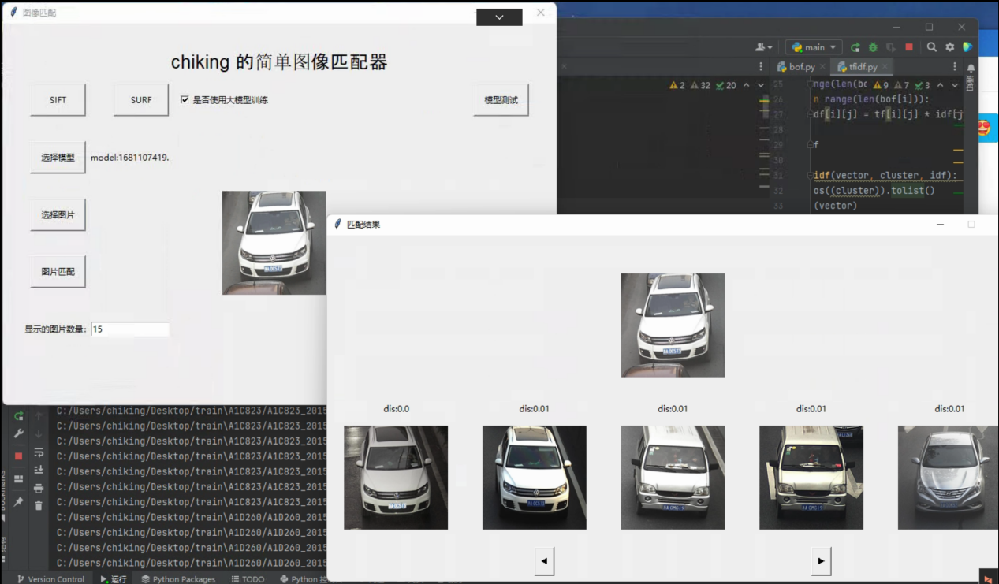 图像匹配
chiking 的简单图像匹配器
SIFT
SURF
是否使用大模型训练
模型测试
选择模型
model:1681107419.
选择图片
图片匹配
显示的图片数量:
15
main
bof.py
tfidf.py
2 32 20
9 7 3
通知
25 nge(len(bo
26 n range(len(bof[i])):
27 df[i][j] = tf[i][j] * idf[j
28
29 f
30
31 idf(vector, cluster, idf):
32 os((cluster)).tolist()
33 (vector)
匹配结果
dis:0.0
dis:0.01
dis:0.01
dis:0.01
dis:0.01
C:/Users/chiking/Desktop/train\A1C823/A1C823_2015
C:/Users/chiking/Desktop/train\A1C823/A1C823_2015
C:/Users/chiking/Desktop/train\A1C823/A1C823_2015
C:/Users/chiking/Desktop/train\A1C823/A1C823_2015
C:/Users/chiking/Desktop/train\A1C823/A1C823_2015
C:/Users/chiking/Desktop/train\A1C823/A1C823_2015
C:/Users/chiking/Desktop/train\A1C823/A1C823_2015
C:/Users/chiking/Desktop/train\A1D260/A1D260_2015
C:/Users/chiking/Desktop/train\A1D260/A1D260_2015
C:/Users/chiking/Desktop/train\A1D260/A1D260_2015
C:/Users/chiking/Desktop/train\A1D260/A1D260_2015
Version Control
运行
Python Packages
TODO
Python